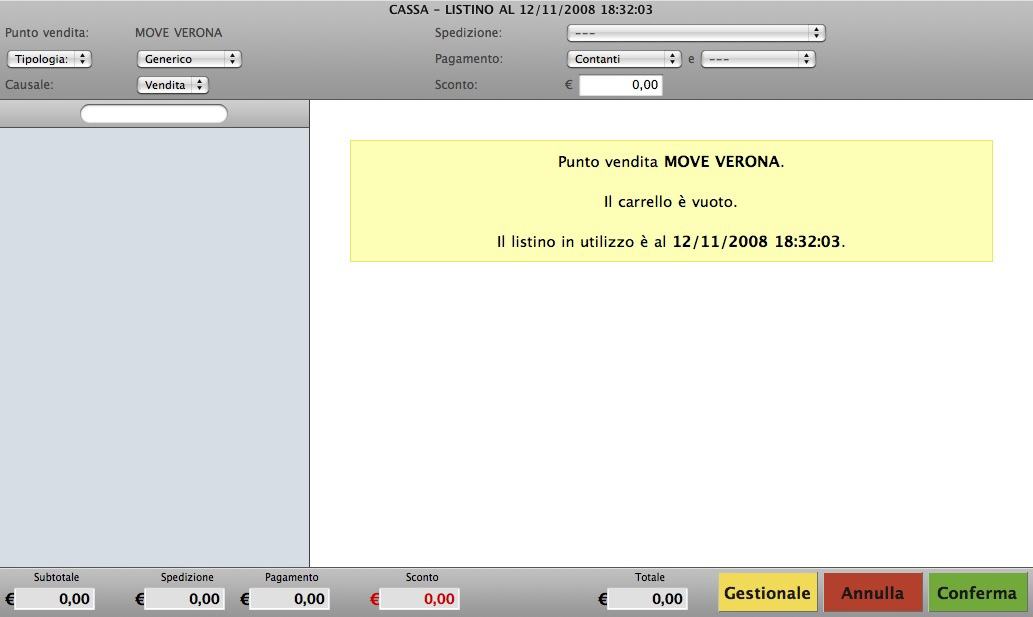 CASSA - LISTINO AL 12/11/2008 18:32:03
Punto vendita: MOVE VERONA Spedizione: ---
Tipologia: Generico Pagamento: Contanti e ---
Causale: Vendita Sconto: € 0,00
Punto vendita MOVE VERONA.
Il carrello è vuoto.
Il listino in utilizzo è al 12/11/2008 18:32:03.
Subtotale Spedizione Pagamento Sconto Totale
€ 0,00 € 0,00 € 0,00 € 0,00 € 0,00 Gestionale Annulla Conferma